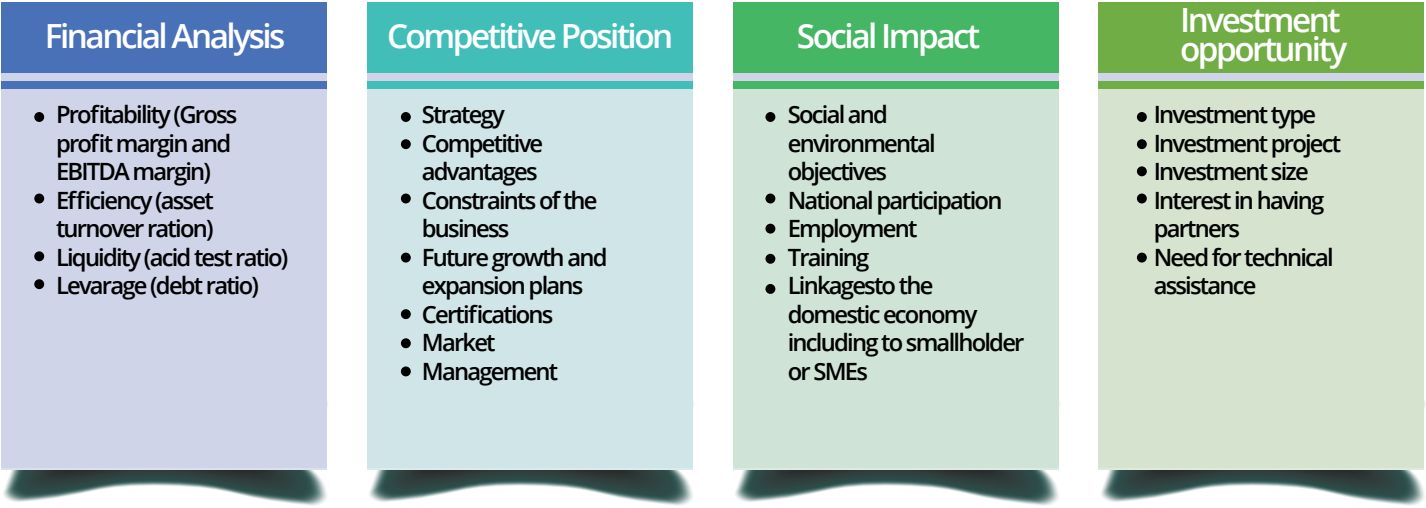 Financial Analysis
• Profitability (Gross
profit margin and
EBITDA margin)
• Efficiency (asset
turnover ration)
• Liquidity (acid test ratio)
• Levarage (debt ratio)
Competitive Position
• Strategy
• Competitive
advantages
• Constraints of the
business
• Future growth and
expansion plans
• Certifications
• Market
• Management
Social Impact
• Social and
environmental
objectives
• National participation
• Employment
• Training
• Linkagesto the
domestic economy
including to smallholder
or SMEs
Investment
opportunity
• Investment type
• Investment project
• Investment size
• Interest in having
partners
• Need for technical
assistance